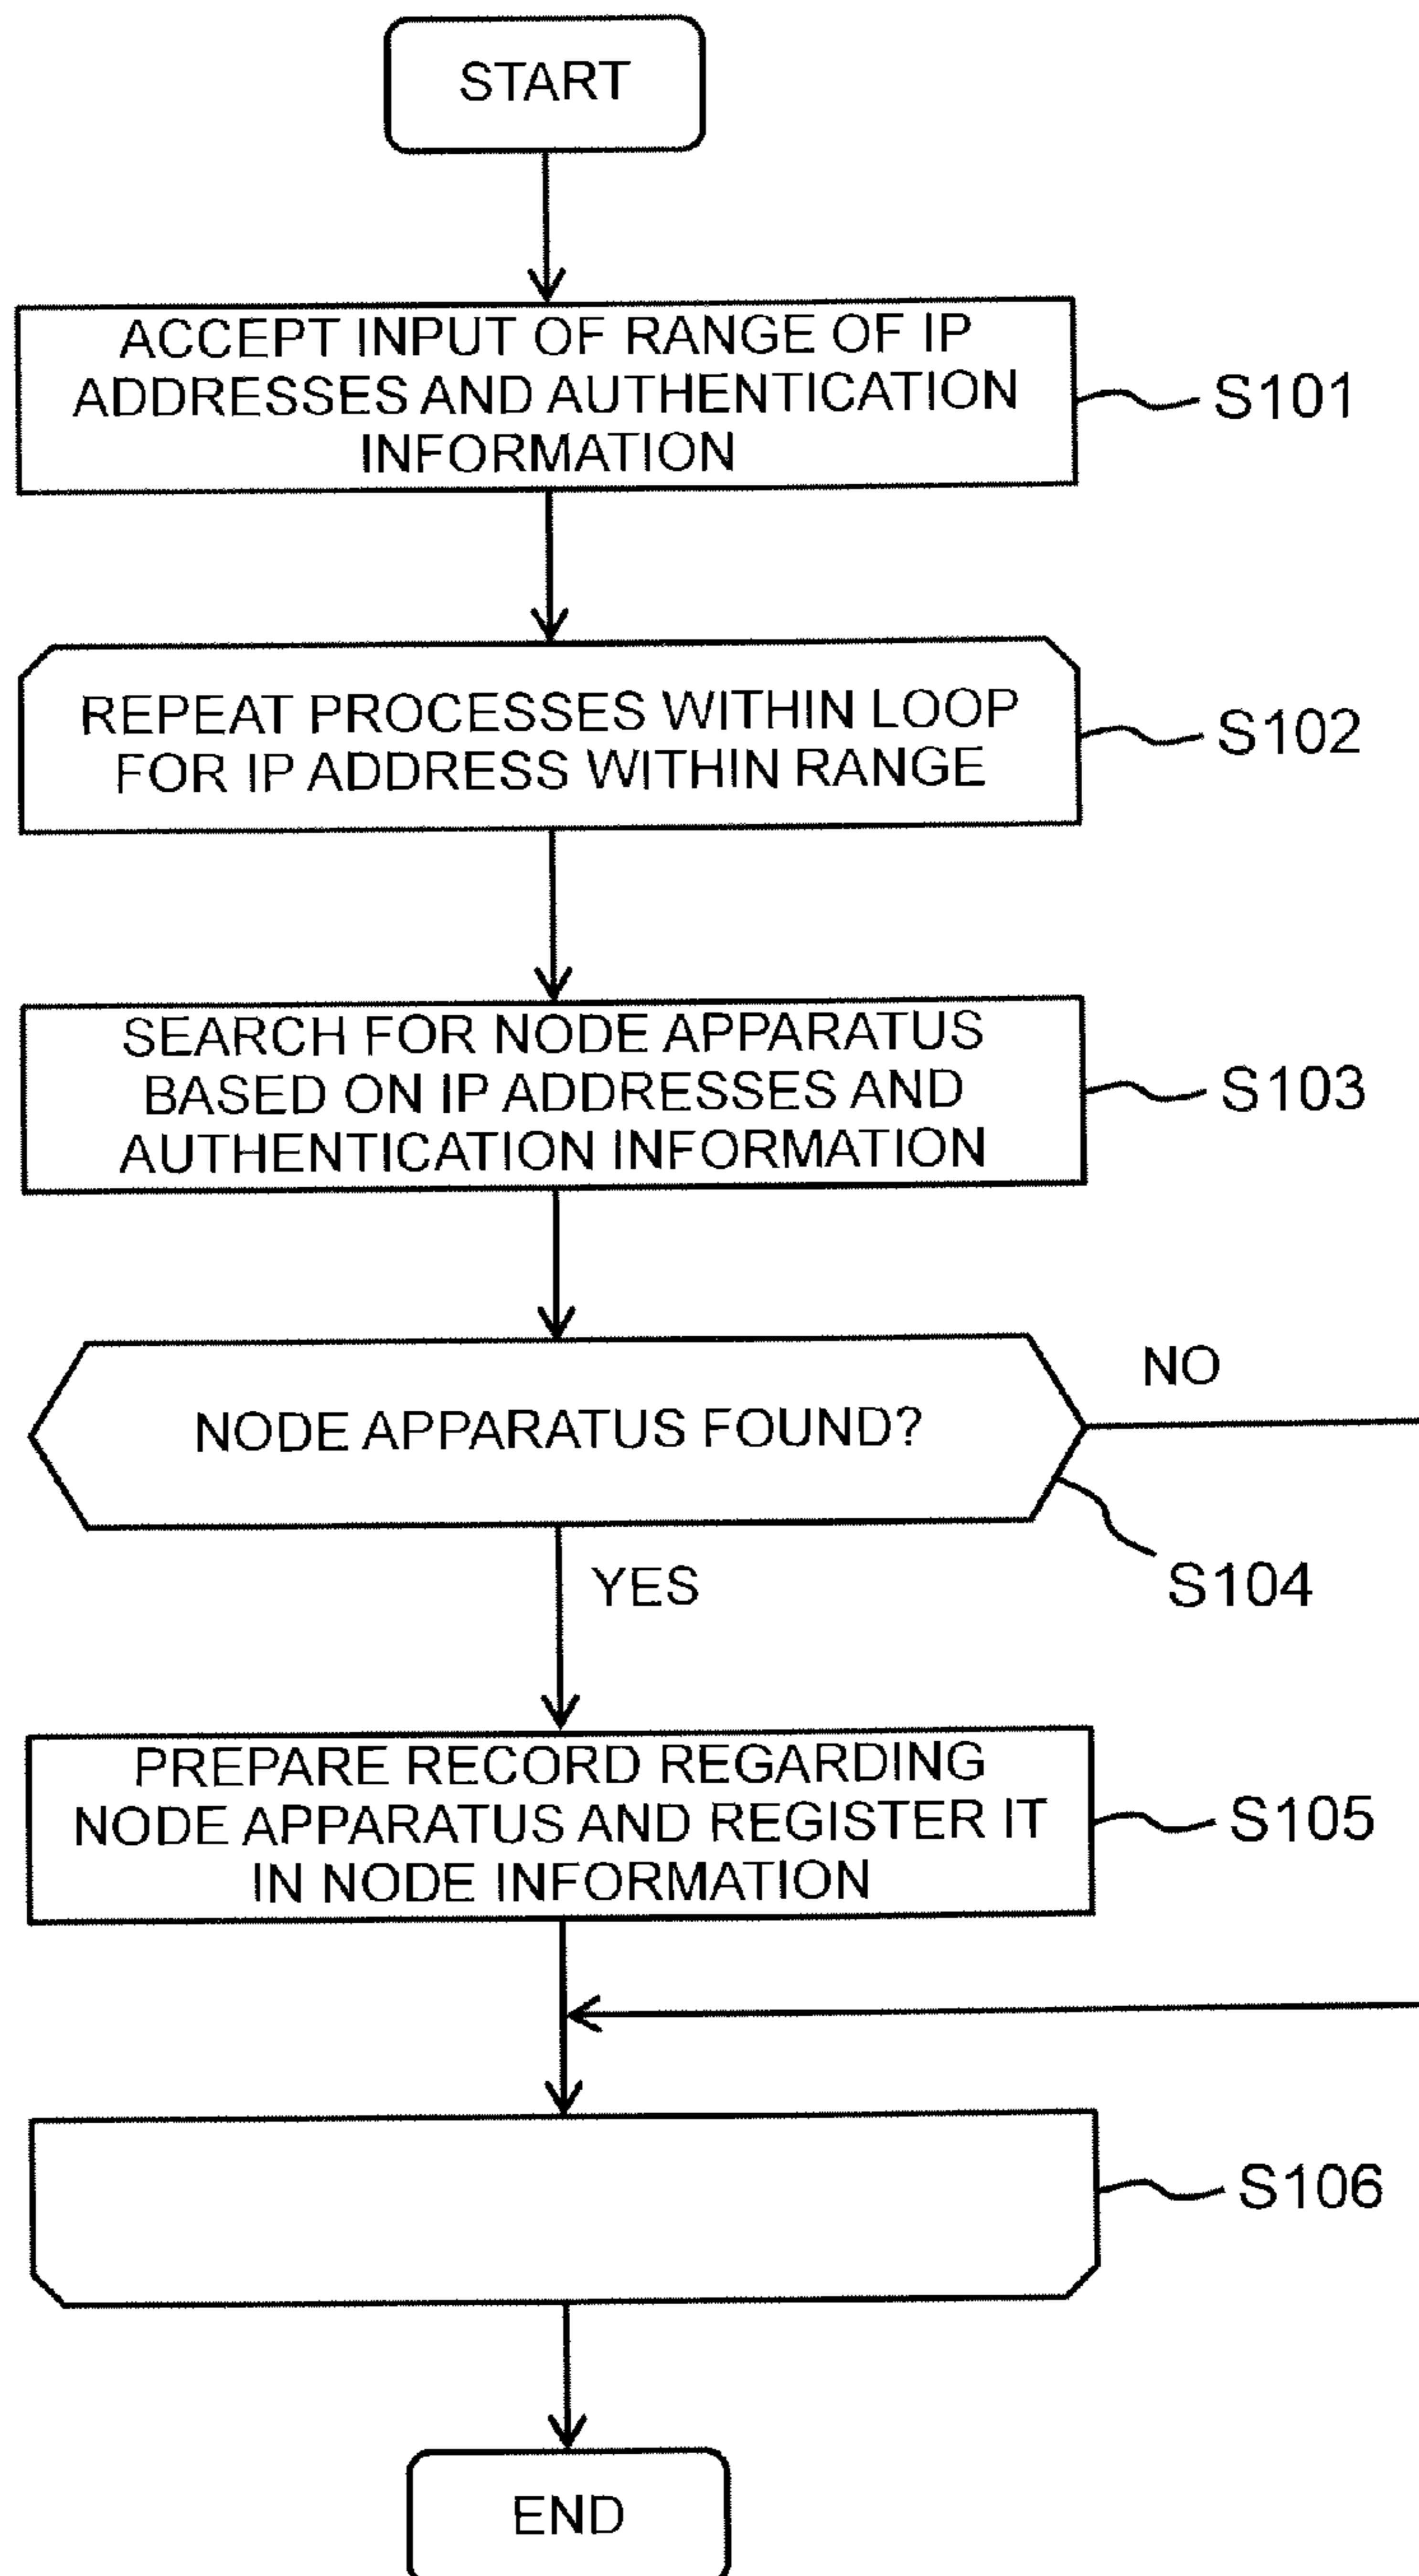 START
ACCEPT INPUT OF RANGE OF IP
ADDRESSES AND AUTHENTICATION
INFORMATION
S101
REPEAT PROCESSES WITHIN LOOP
FOR IP ADDRESS WITHIN RANGE
S102
SEARCH FOR NODE APPARATUS
BASED ON IP ADDRESSES AND
AUTHENTICATION INFORMATION
S103
NODE APPARATUS FOUND?
NO
S104
YES
PREPARE RECORD REGARDING
NODE APPARATUS AND REGISTER IT
IN NODE INFORMATION
S105
S106
END